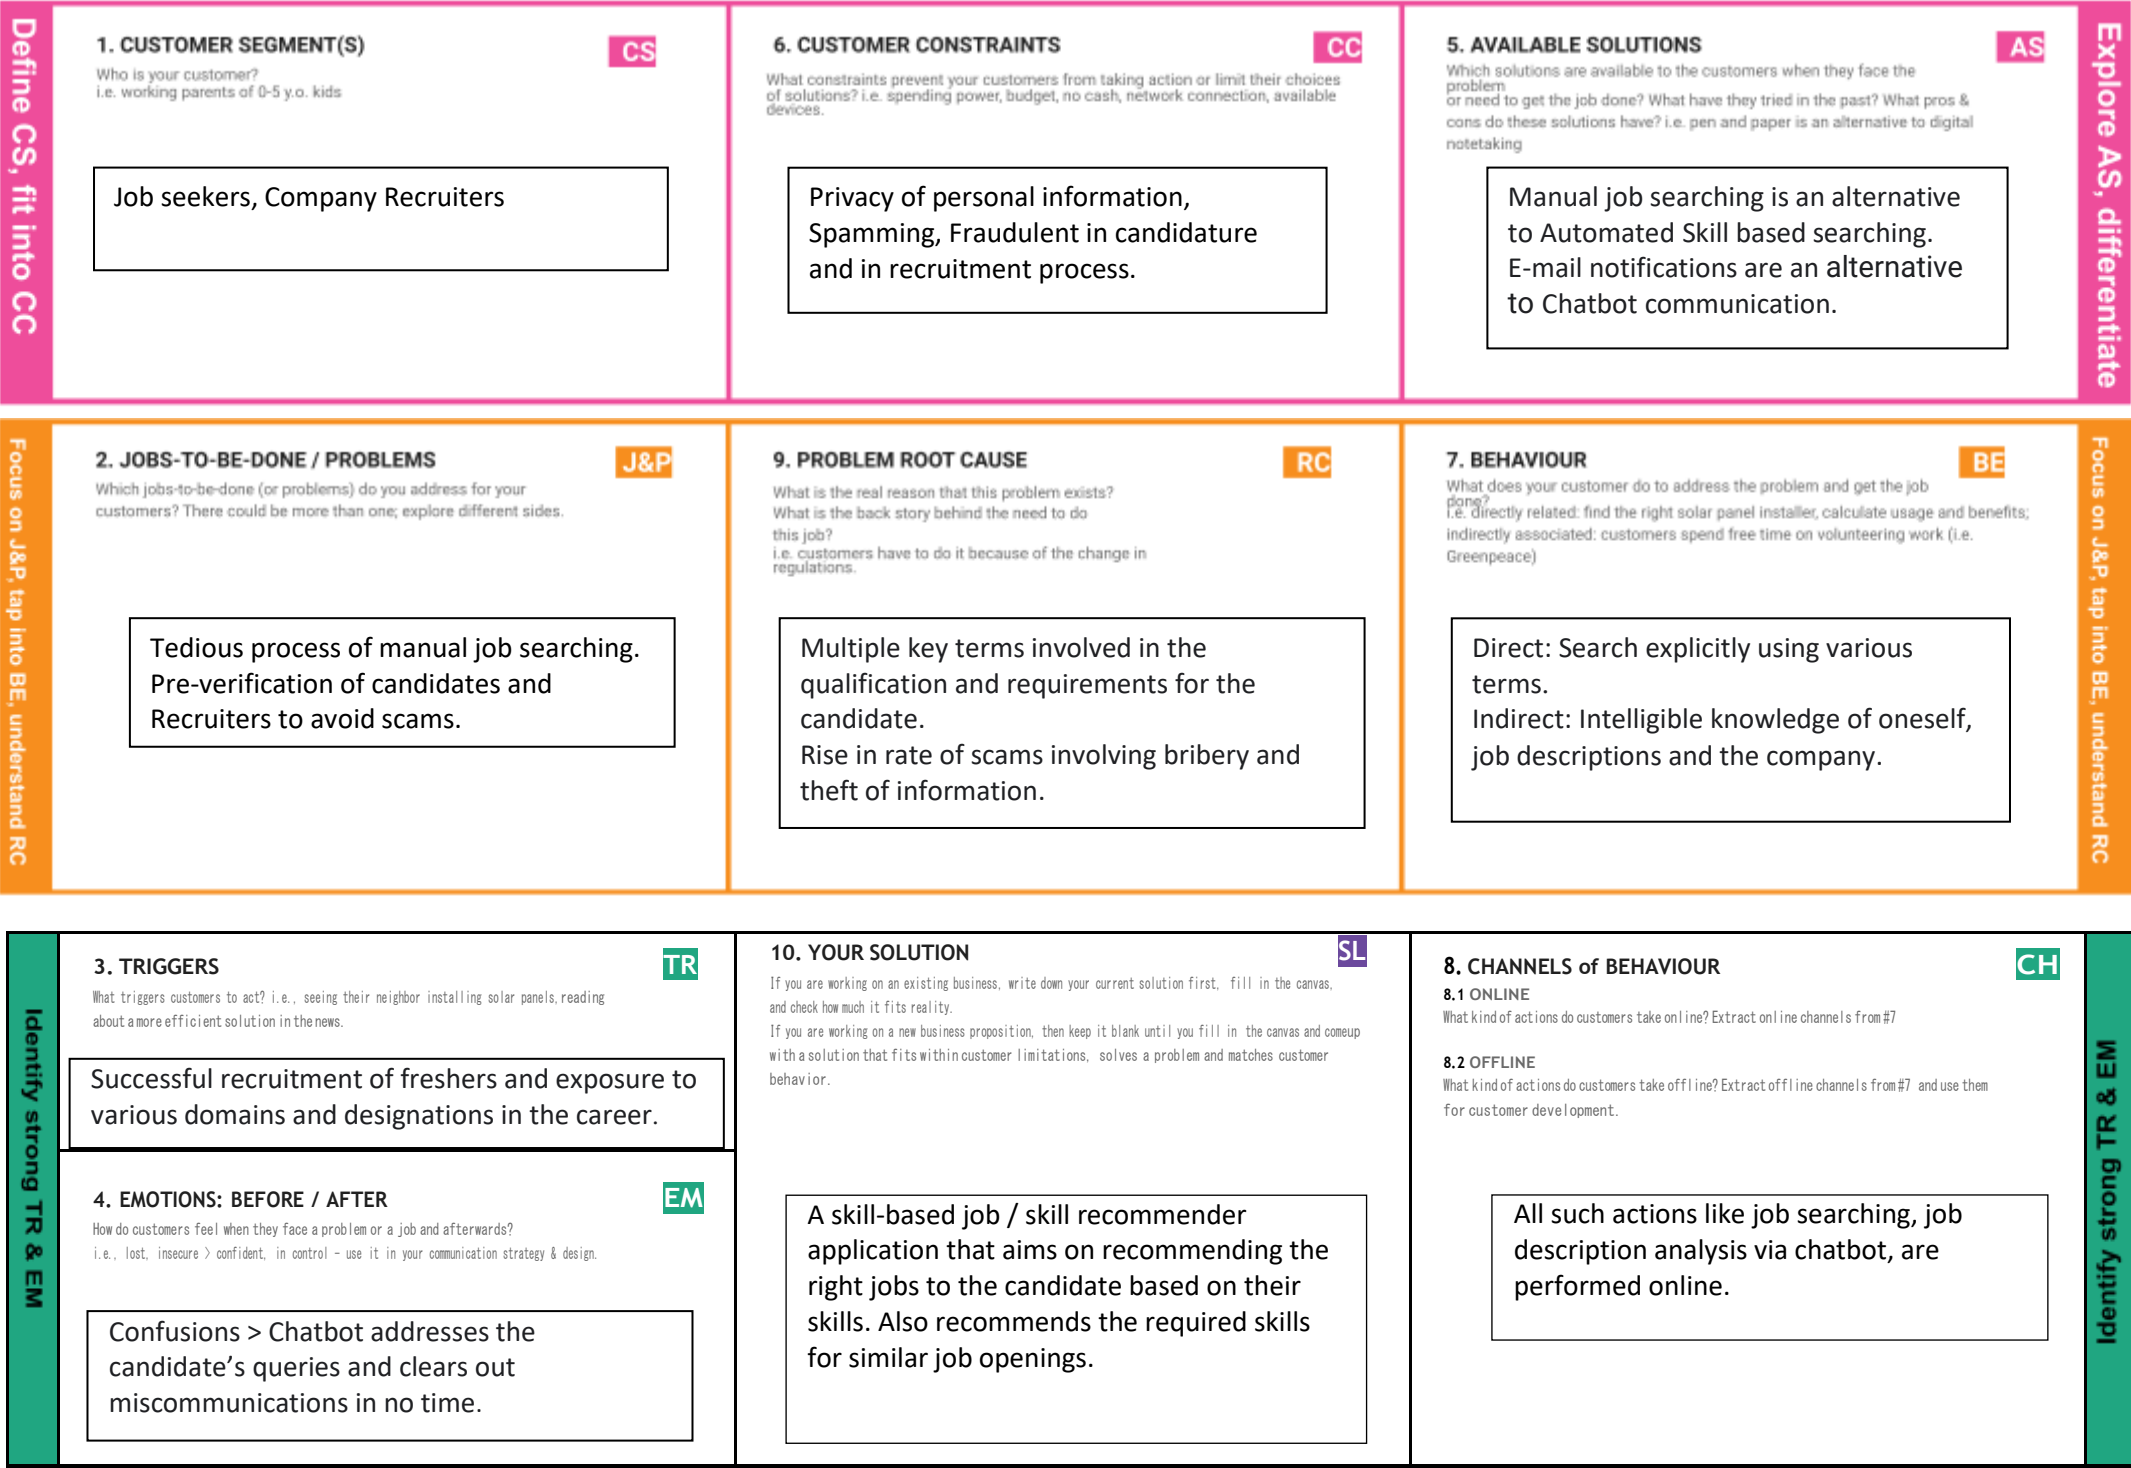 Define CS, fit into CC
1. CUSTOMER SEGMENT(S)
CS
Who is your customer?
i.e. working parents of 0-5 y.o. kids
Job seekers, Company Recruiters
6. CUSTOMER CONSTRAINTS
CC
What constraints prevent your customers from taking action or limit their choices
of solutions? i.e. spending power, budget, no cash, network connection, available
devices.
Privacy of personal information,
Spamming, Fraudulent in candidature
and in recruitment process.
5. AVAILABLE SOLUTIONS
AS
Which solutions are available to the customers when they face the
problem
or need to get the job done? What have they tried in the past? What pros &
cons do these solutions have? i.e. pen and paper is an alternative to digital
notetaking
Manual job searching is an alternative
to Automated Skill based searching.
E-mail notifications are an alternative
to Chatbot communication.
Explore AS, differentiate
Focus on J&P, tap into BE, understand RC
2. JOBS-TO-BE-DONE / PROBLEMS
J&P
Which jobs-to-be-done (or problems) do you address for your
customers? There could be more than one; explore different sides.
Tedious process of manual job searching.
Pre-verification of candidates and
Recruiters to avoid scams.
9. PROBLEM ROOT CAUSE
RC
What is the real reason that this problem exists?
What is the back story behind the need to do
this job?
i.e. customers have to do it because of the change in
regulations.
Multiple key terms involved in the
qualification and requirements for the
candidate.
Rise in rate of scams involving bribery and
theft of information.
7. BEHAVIOUR
BE
What does your customer do to address the problem and get the job
done?
i.e. directly related: find the right solar panel installer, calculate usage and benefits;
indirectly associated: customers spend free time on volunteering work (i.e.
Greenpeace)
Direct: Search explicitly using various
terms.
Indirect: Intelligible knowledge of oneself,
job descriptions and the company.
Focus on J&P, tap into BE, understand RC
Identify strong TR & EM
3. TRIGGERS
TR
What triggers customers to act? i.e., seeing their neighbor installing solar panels, reading
about a more efficient solution in the news.
Successful recruitment of freshers and exposure to
various domains and designations in the career.
4. EMOTIONS: BEFORE / AFTER
EM
How do customers feel when they face a problem or a job and afterwards?
i.e., lost, insecure > confident, in control - use it in your communication strategy & design.
Confusions > Chatbot addresses the
candidate’s queries and clears out
miscommunications in no time.
10. YOUR SOLUTION
SL
If you are working on an existing business, write down your current solution first, fill in the canvas,
and check how much it fits reality.
If you are working on a new business proposition, then keep it blank until you fill in the canvas and come up
with a solution that fits within customer limitations, solves a problem and matches customer
behavior.
A skill-based job / skill recommender
application that aims on recommending the
right jobs to the candidate based on their
skills. Also recommends the required skills
for similar job openings.
8. CHANNELS of BEHAVIOUR
CH
8.1 ONLINE
What kind of actions do customers take online? Extract online channels from #7
8.2 OFFLINE
What kind of actions do customers take offline? Extract offline channels from #7 and use them
for customer development.
All such actions like job searching, job
description analysis via chatbot, are
performed online.
Identify strong TR & EM